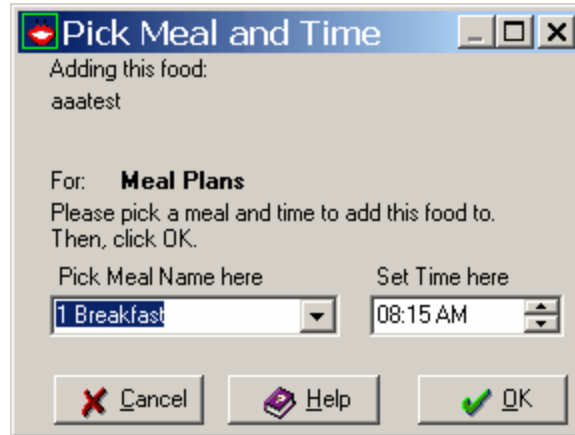 Pick Meal and Time
Adding this food:
aaatest
For: Meal Plans
Please pick a meal and time to add this food to.
Then, click OK.
Pick Meal Name here Set Time here
1 Breakfast 08:15 AM
Cancel Help OK